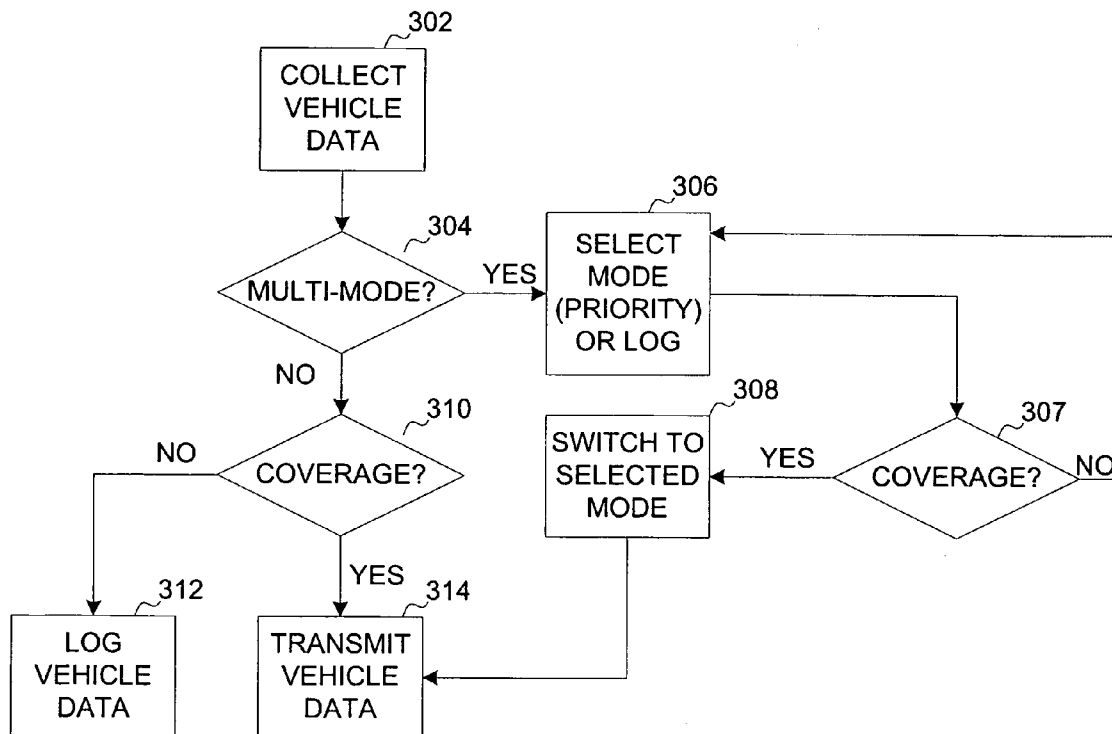 302
COLLECT
VEHICLE
DATA
304
MULTI-MODE?
YES
306
SELECT
MODE
(PRIORITY)
OR LOG
NO
310
COVERAGE?
NO
308
SWITCH TO
SELECTED
MODE
YES
307
COVERAGE?
NO
YES
312
LOG
VEHICLE
DATA
314
TRANSMIT
VEHICLE
DATA